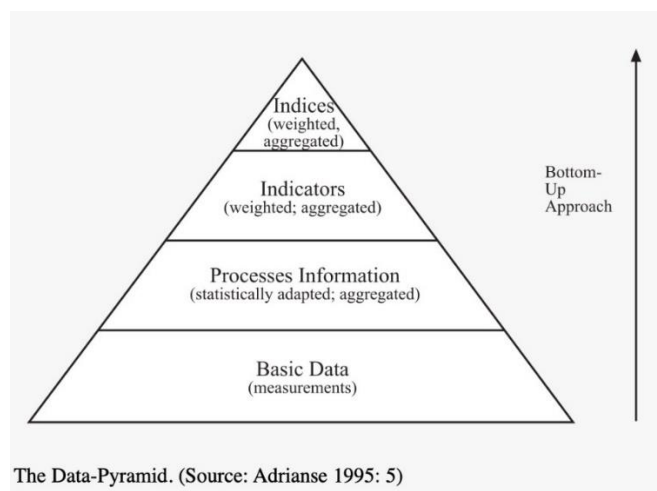 Indices
(weighted,
aggregated)
Indicators
(weighted; aggregated)
Processes Information
(statistically adapted; aggregated)
Basic Data
(measurements)
Bottom-
Up
Approach
The Data-Pyramid. (Source: Adrianse 1995: 5)